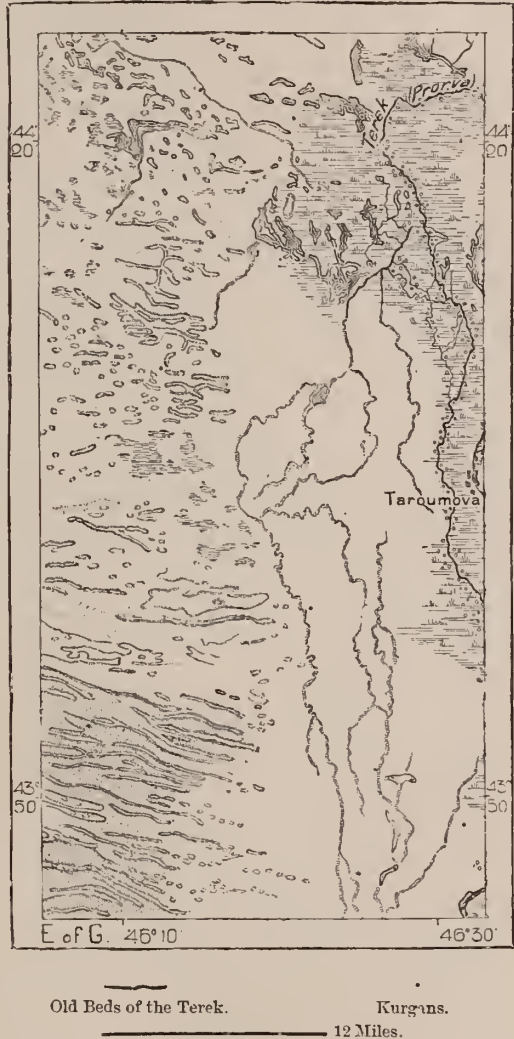 Terek (Prorva)
44° 44°
20' 20'
Taroumova
43° 43°
50' 50'
E of G. 46°10' 46°30'
Old Beds of the Terek. Kurgans.
12 Miles.